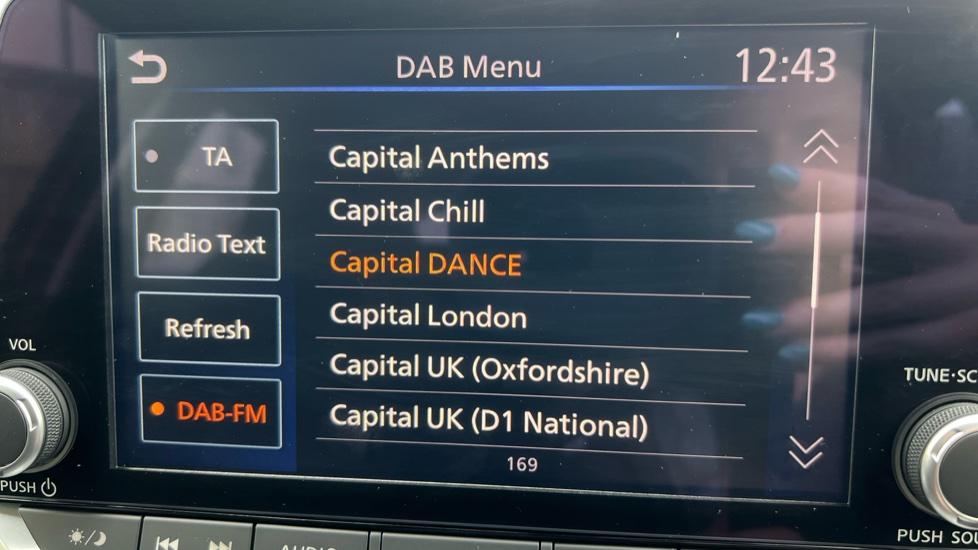 DAB Menu
12:43
TA
Radio Text
Refresh
DAB-FM
Capital Anthems
Capital Chill
Capital DANCE
Capital London
Capital UK (Oxfordshire)
Capital UK (D1 National)
169
VOL
PUSH
TUNE·SC
PUSH SO
AUDIO